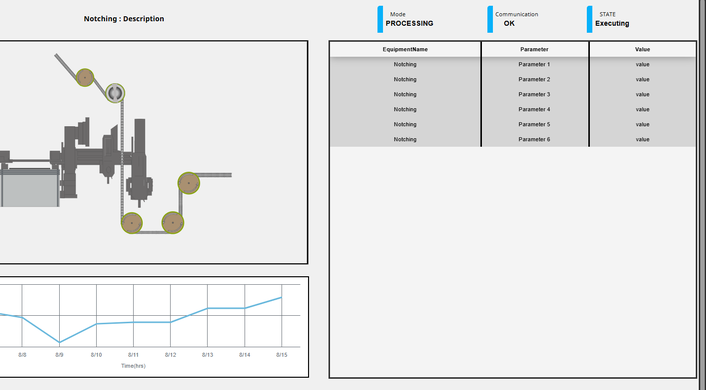 Notching : Description
Mode
PROCESSING
Communication
OK
STATE
Executing
EquipmentName Parameter Value
Notching Parameter 1 value
Notching Parameter 2 value
Notching Parameter 3 value
Notching Parameter 4 value
Notching Parameter 5 value
Notching Parameter 6 value
8/8 8/9 8/10 8/11 8/12 8/13 8/14 8/15
Time(hrs)